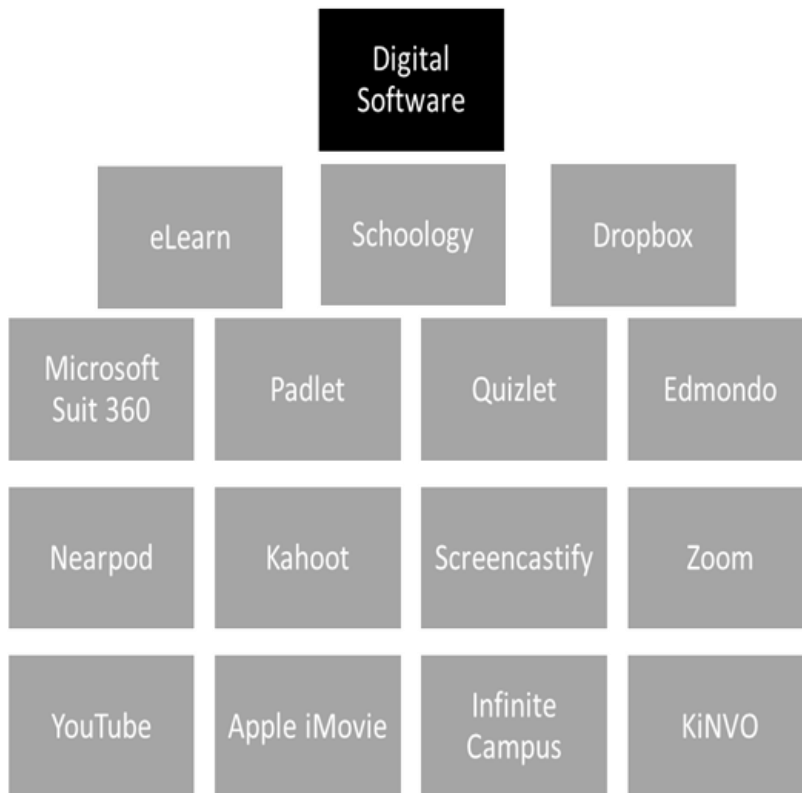 Digital
Software
eLearn
Schoology
Dropbox
Microsoft
Suit 360
Padlet
Quizlet
Edmondo
Nearpod
Kahoot
Screencastify
Zoom
YouTube
Apple iMovie
Infinite
Campus
KiNVO